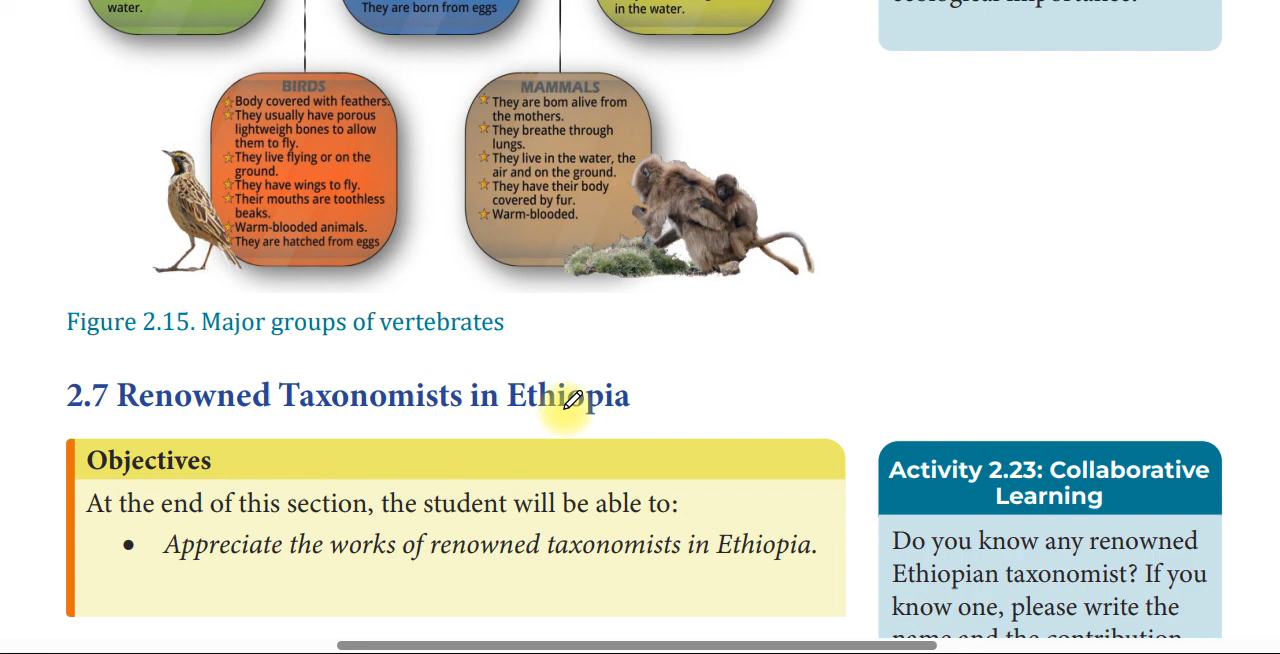 water.
They are born from eggs
in the water.
BIRDS
Body covered with feathers.
They usually have porous
lightweigh bones to allow
them to fly.
They live flying or on the
ground.
They have wings to fly.
Their mouths are toothless
beaks.
Warm-blooded animals.
They are hatched from eggs
MAMMALS
They are bom alive from
the mothers.
They breathe through
lungs.
They live in the water, the
air and on the ground.
They have their body
covered by fur.
Warm-blooded.
Figure 2.15. Major groups of vertebrates
2.7 Renowned Taxonomists in Ethiopia
Objectives
At the end of this section, the student will be able to:
• Appreciate the works of renowned taxonomists in Ethiopia.
ecological importance.
Activity 2.23: Collaborative
Learning
Do you know any renowned
Ethiopian taxonomist? If you
know one, please write the
name and the contribution